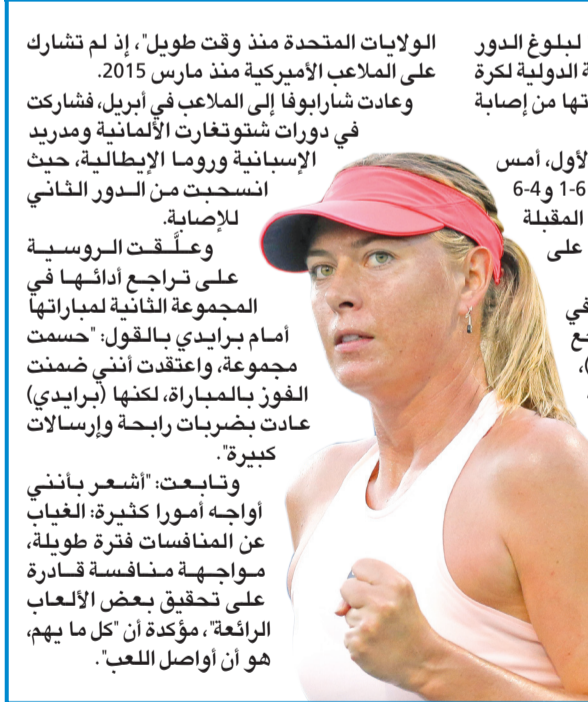 لبلوغ الدور
ة الدولية لكرة
تها من إصابة
لأول، أمس
6-1 و4-6
المقبلة
على
في
جع
)،
الولايات المتحدة منذ وقت طويل"، إذ لم تشارك
على الملاعب الأميركية منذ مارس 2015.
وعادت شارابوفا إلى الملاعب في أبريل، فشاركت
في دورات شتوتغارت الألمانية ومدريد
الإسبانية وروما الإيطالية، حيث
انسحبت من الدور الثاني
للإصابة.
وعلَّقت الروسية
على تراجع أدائها في
المجموعة الثانية لمباراتها
أمام برايدي بالقول: "حسمت
مجموعة، واعتقدت أنني ضمنت
الفوز بالمباراة، لكنها (برايدي)
عادت بضربات رابحة وإرسالات
كبيرة".
وتابعت: "أشعر بأنني
أواجه أمورا كثيرة: الغياب
عن المنافسات فترة طويلة،
مواجهة منافسة قادرة
على تحقيق بعض الألعاب
الرائعة"، مؤكدة أن "كل ما يهم،
هو أن أواصل اللعب".